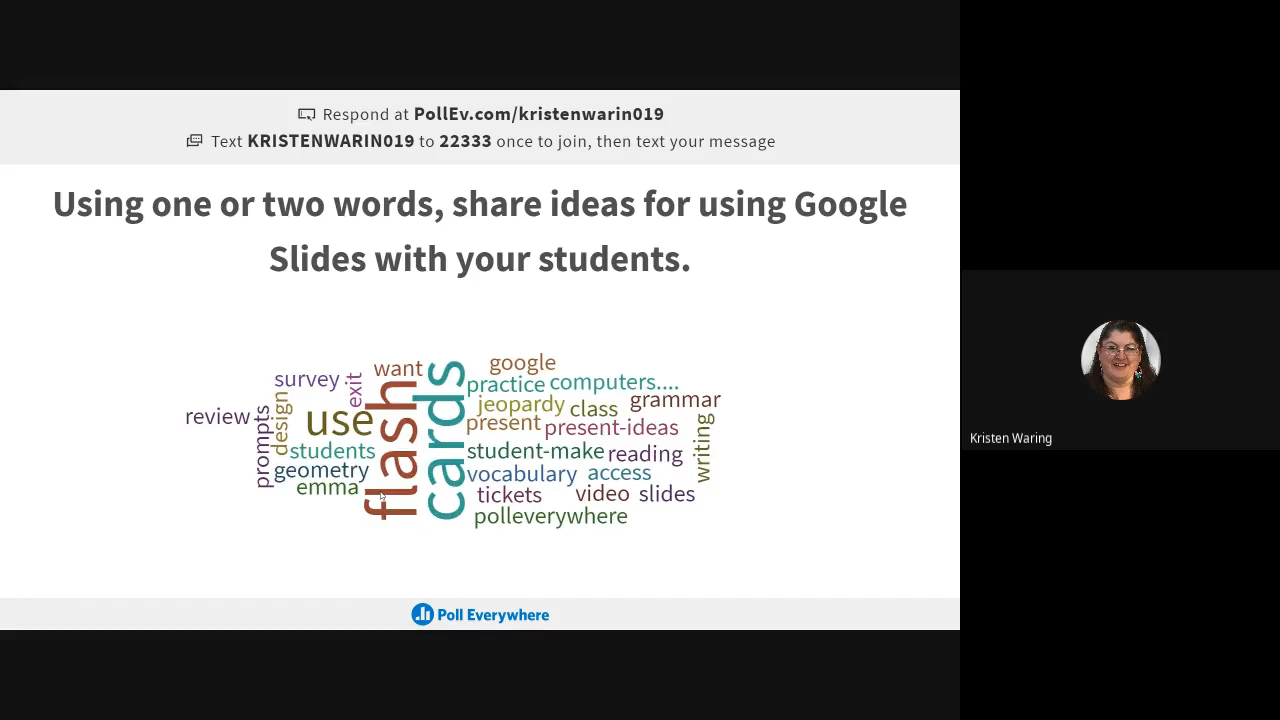 Respond at PollEv.com/kristenwarin019
Text KRISTENWARIN019 to 22333 once to join, then text your message
Using one or two words, share ideas for using Google
Slides with your students.
review
survey
prompts
design
exit
want
use
students
geometry
emma
flash
cards
google
practice
computers....
jeopardy
class
grammar
present
present-ideas
student-make
reading
writing
vocabulary
access
tickets
video
slides
polleverywhere
Poll Everywhere
Kristen Waring